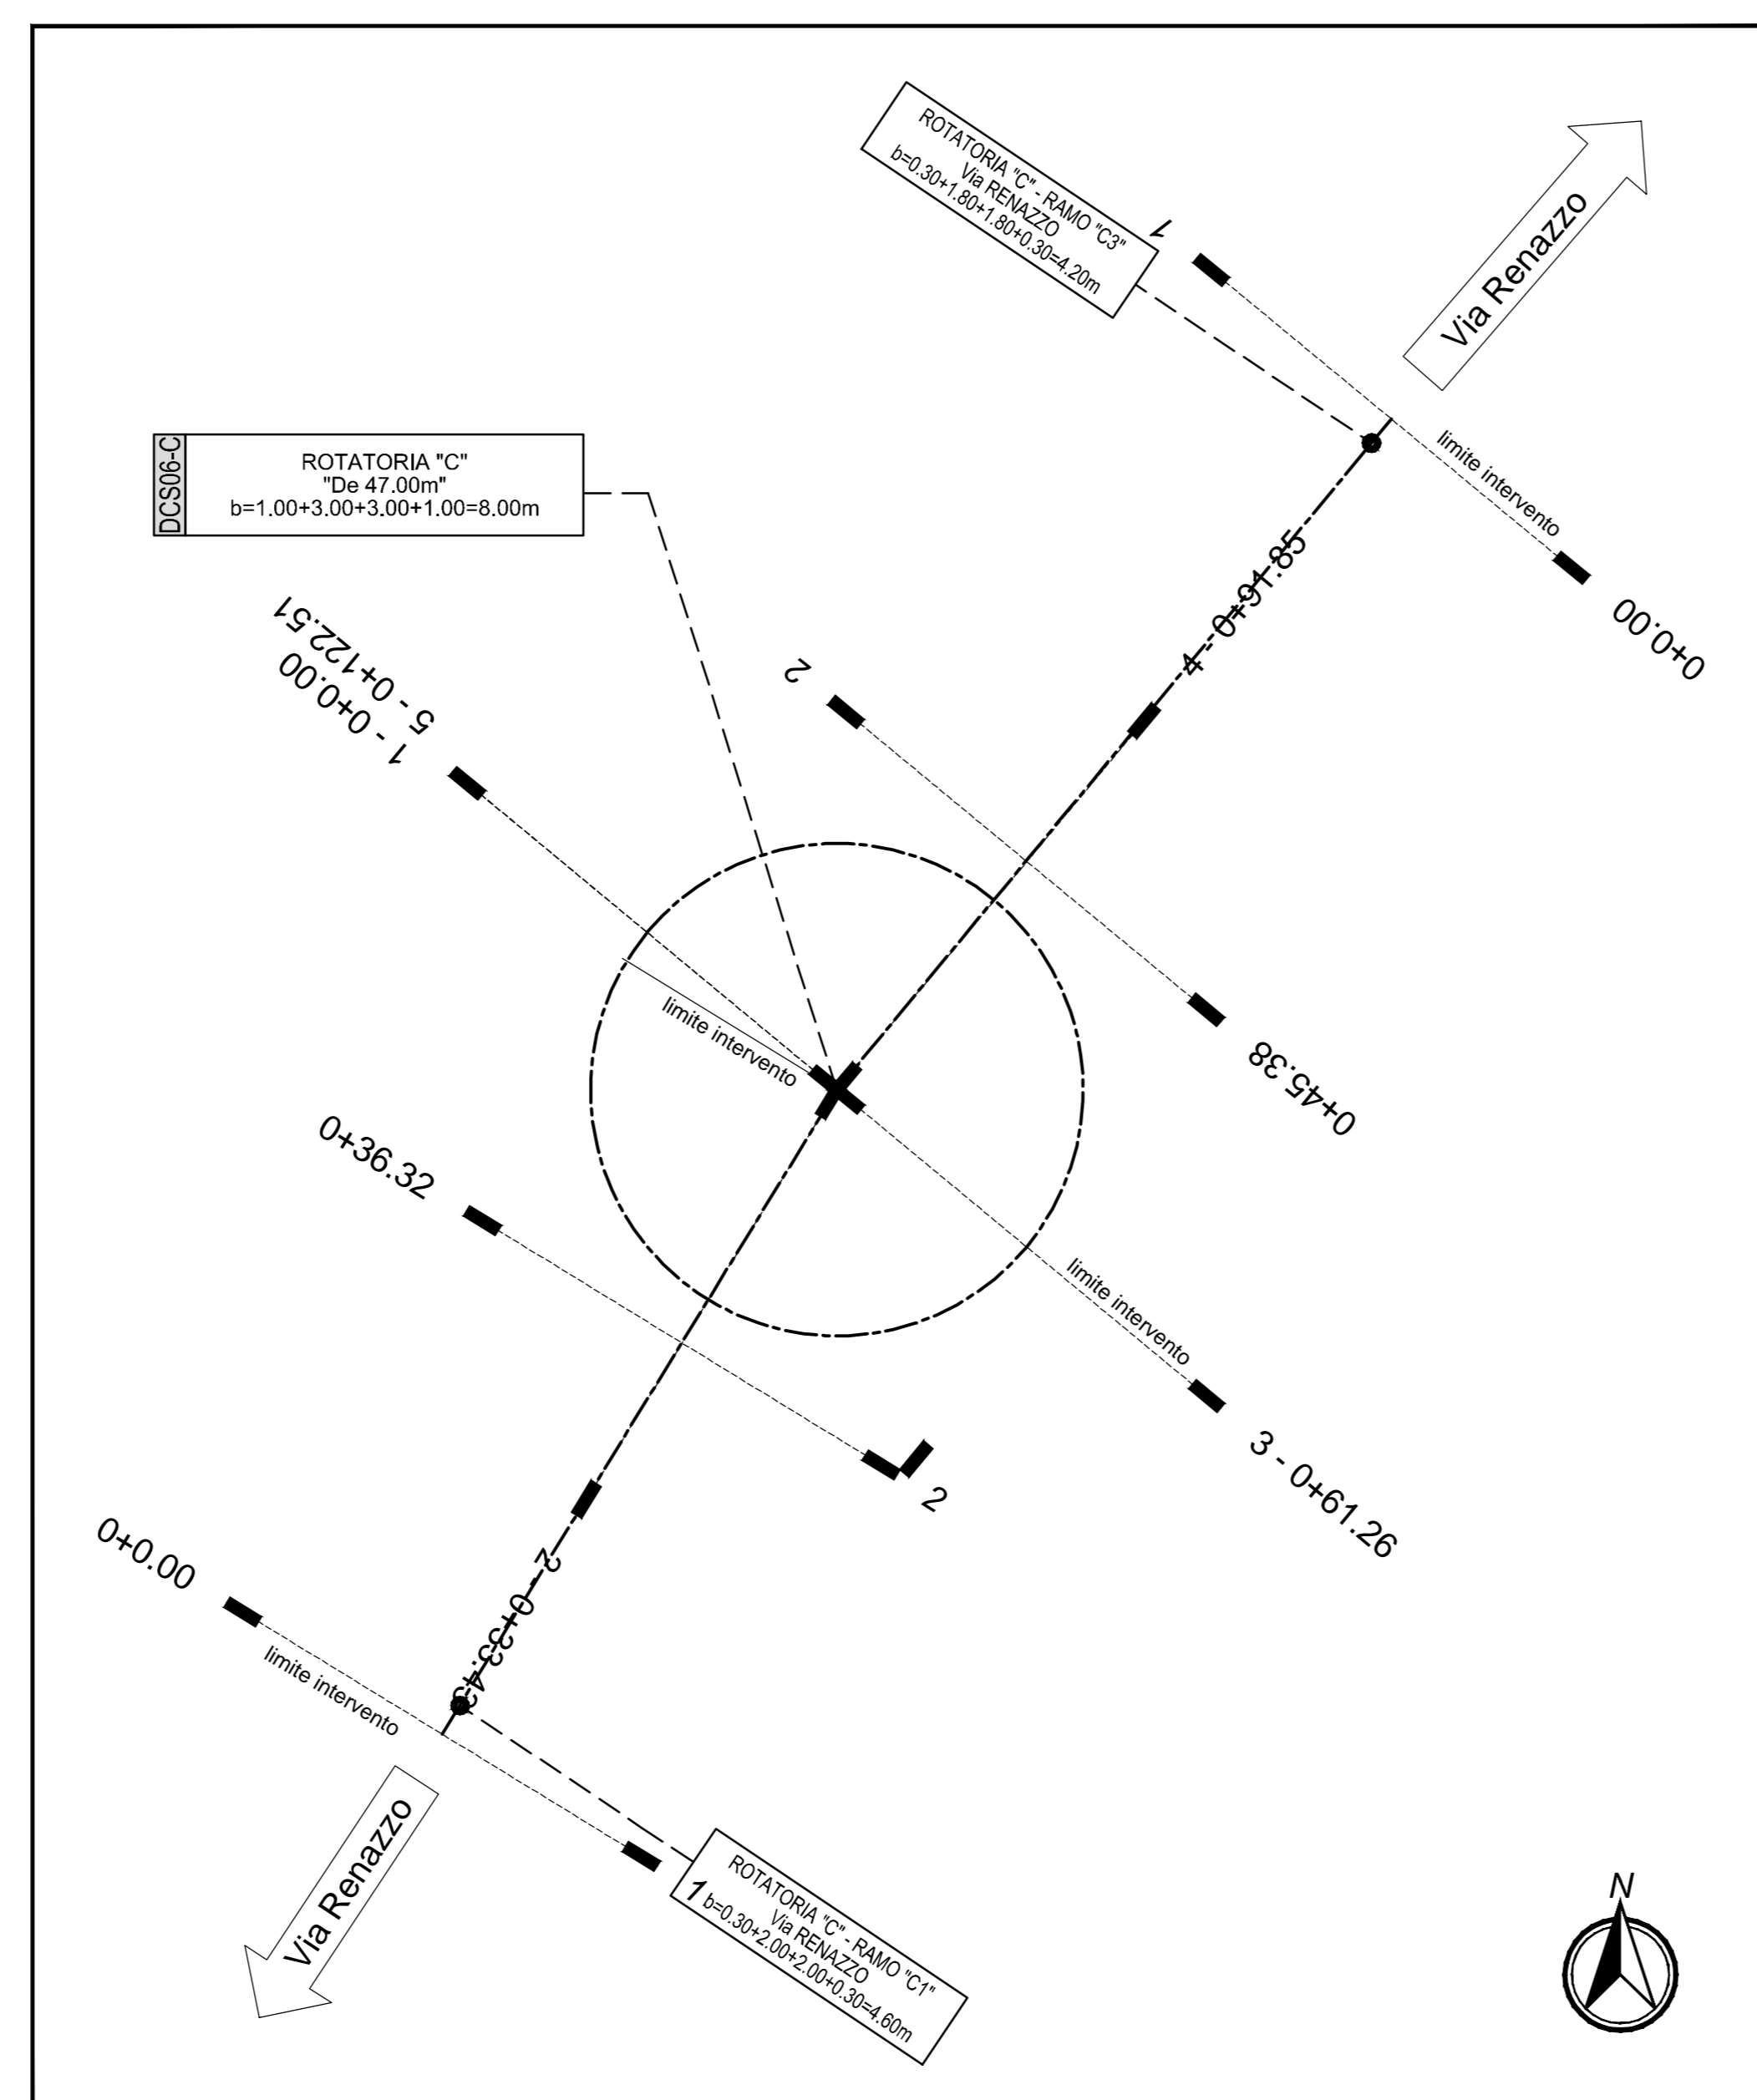 ROTATORIA "C" - RAMO "C3"
Via RENAZZO
b=0.30+1.80+1.80+0.30=4.20m
1
Via Renazzo
limite intervento
0+0.00
DCS06-C
ROTATORIA "C"
"De 47.00m"
b=1.00+3.00+3.00+1.00=8.00m
4 - 0+91.85
5 - 0+122.51
1 - 0+0.00
2
limite intervento
0+45.38
0+36.32
limite intervento
3 - 0+61.26
2
0+0.00
limite intervento
2 - 0+33.43
Via Renazzo
1
ROTATORIA "C" - RAMO "C1"
Via RENAZZO
b=0.30+2.00+2.00+0.30=4.60m
N